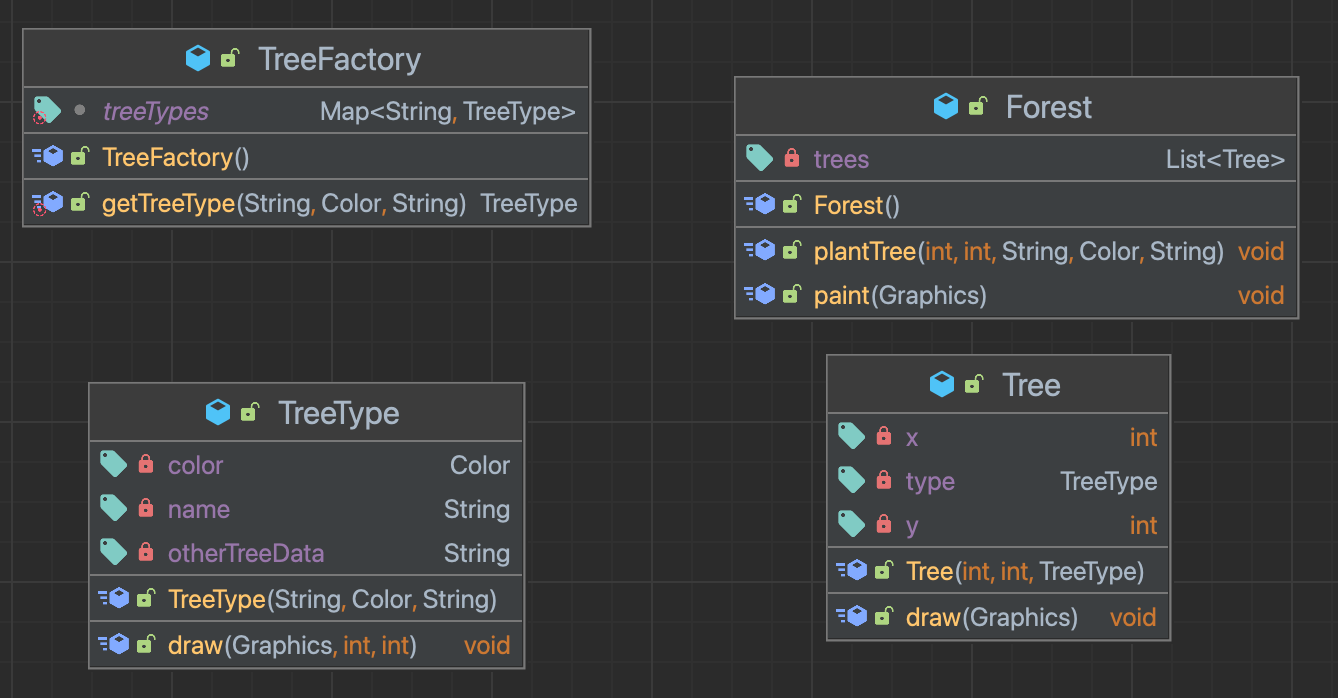 TreeFactory
treeTypes Map<String, TreeType>
TreeFactory()
getTreeType(String, Color, String) TreeType
Forest
trees List<Tree>
Forest()
plantTree(int, int, String, Color, String) void
paint(Graphics) void
TreeType
color Color
name String
otherTreeData String
TreeType(String, Color, String)
draw(Graphics, int, int) void
Tree
x int
type TreeType
y int
Tree(int, int, TreeType)
draw(Graphics) void